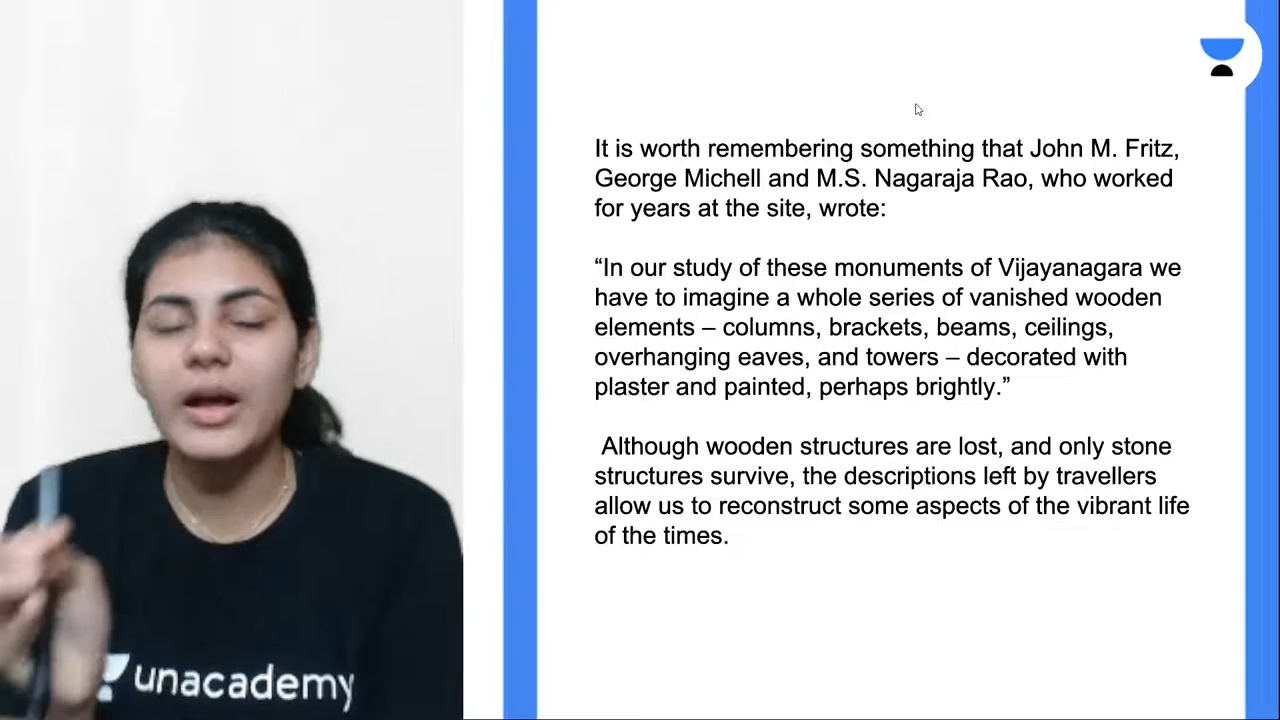 It is worth remembering something that John M. Fritz,
George Michell and M.S. Nagaraja Rao, who worked
for years at the site, wrote:
“In our study of these monuments of Vijayanagara we
have to imagine a whole series of vanished wooden
elements – columns, brackets, beams, ceilings,
overhanging eaves, and towers – decorated with
plaster and painted, perhaps brightly.”
Although wooden structures are lost, and only stone
structures survive, the descriptions left by travellers
allow us to reconstruct some aspects of the vibrant life
of the times.
unacademy